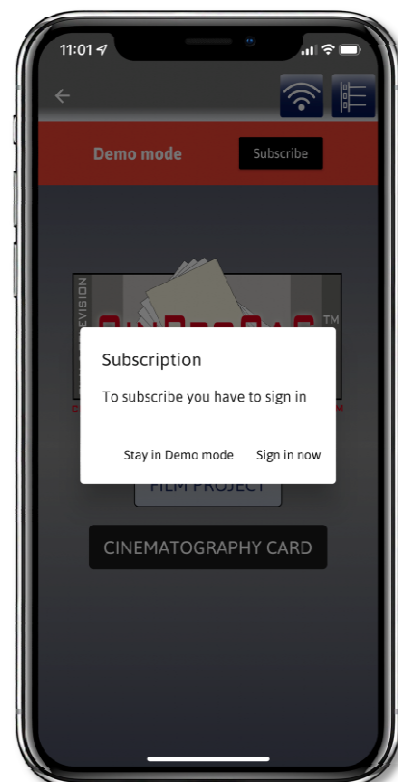 11:01
Demo mode
Subscribe
TM
Subscription
To subscribe you have to sign in
Stay in Demo mode
Sign in now
FILM PROJECT
CINEMATOGRAPHY CARD